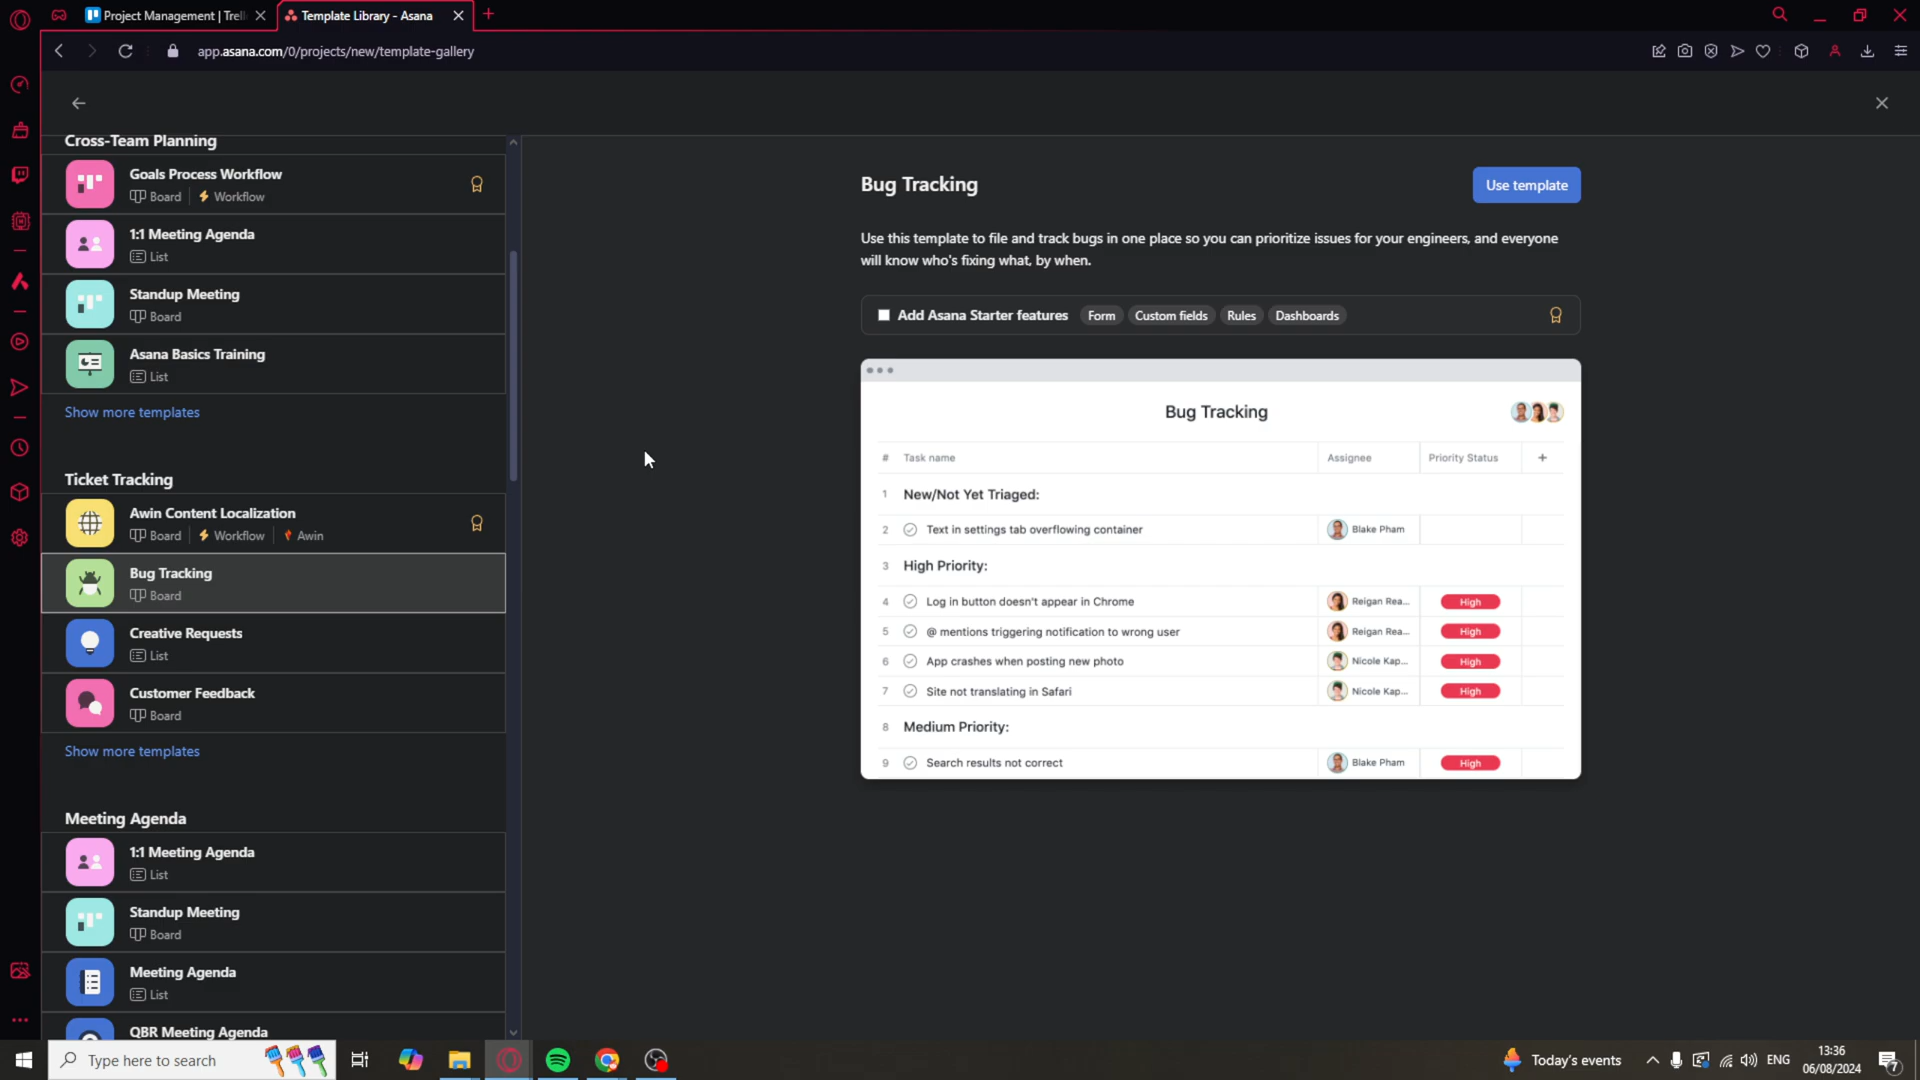 Project Management | Trell
Template Library - Asana
app.asana.com/0/projects/new/template-gallery
Cross-Team Planning
Goals Process Workflow
Board Workflow
1:1 Meeting Agenda
List
Standup Meeting
Board
Asana Basics Training
List
Show more templates
Ticket Tracking
Awin Content Localization
Board Workflow Awin
Bug Tracking
Board
Creative Requests
List
Customer Feedback
Board
Show more templates
Meeting Agenda
1:1 Meeting Agenda
List
Standup Meeting
Board
Meeting Agenda
List
QBR Meeting Agenda
Bug Tracking
Use template
Use this template to file and track bugs in one place so you can prioritize issues for your engineers, and everyone
will know who's fixing what, by when.
Add Asana Starter features Form Custom fields Rules Dashboards
Bug Tracking
# Task name Assignee Priority Status +
1 New/Not Yet Triaged:
2 Text in settings tab overflowing container Blake Pham
3 High Priority:
4 Log in button doesn't appear in Chrome Reigan Rea... High
5 @ mentions triggering notification to wrong user Reigan Rea... High
6 App crashes when posting new photo Nicole Kap... High
7 Site not translating in Safari Nicole Kap... High
8 Medium Priority:
9 Search results not correct Blake Pham High
Type here to search
Today's events
ENG
13:36
06/08/2024
7